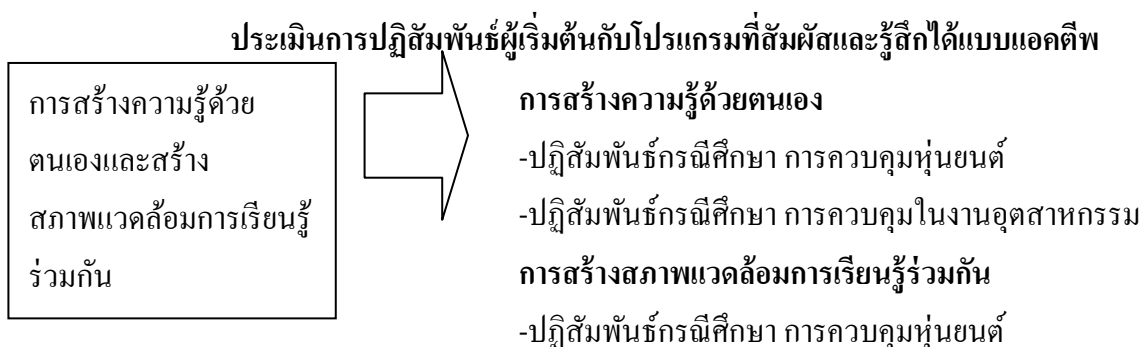 ประเมินการปฏิสัมพันธ์ผู้เริ่มต้นกับโปรแกรมที่สัมผัสและรู้สึกได้แบบแอคตีพ
การสร้างความรู้ด้วย
ตนเองและสร้าง
สภาพแวดล้อมการเรียนรู้
ร่วมกัน
การสร้างความรู้ด้วยตนเอง
-ปฏิสัมพันธ์กรณีศึกษา การควบคุมหุ่นยนต์
-ปฏิสัมพันธ์กรณีศึกษา การควบคุมในงานอุตสาหกรรม
การสร้างสภาพแวดล้อมการเรียนรู้ร่วมกัน
-ปฏิสัมพันธ์กรณีศึกษา การควบคุมหุ่นยนต์